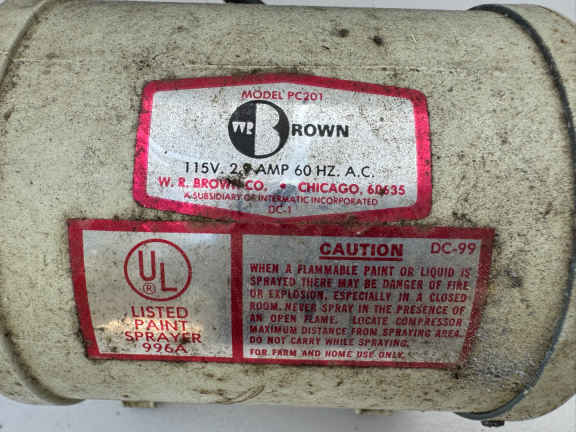 MODEL PC201
WR BROWN
115V. 2.9 AMP 60 HZ. A.C.
W. R. BROWN CO. • CHICAGO, 60635
A SUBSIDIARY OF INTERMATIC INCORPORATED
DC-1
UL
®
LISTED
PAINT
SPRAYER
996A
CAUTION DC-99
WHEN A FLAMMABLE PAINT OR LIQUID IS
SPRAYED THERE MAY BE DANGER OF FIRE
OR EXPLOSION, ESPECIALLY IN A CLOSED
ROOM. NEVER SPRAY IN THE PRESENCE OF
AN OPEN FLAME. LOCATE COMPRESSOR
MAXIMUM DISTANCE FROM SPRAYING AREA.
DO NOT CARRY WHILE SPRAYING.
FOR FARM AND HOME USE ONLY.